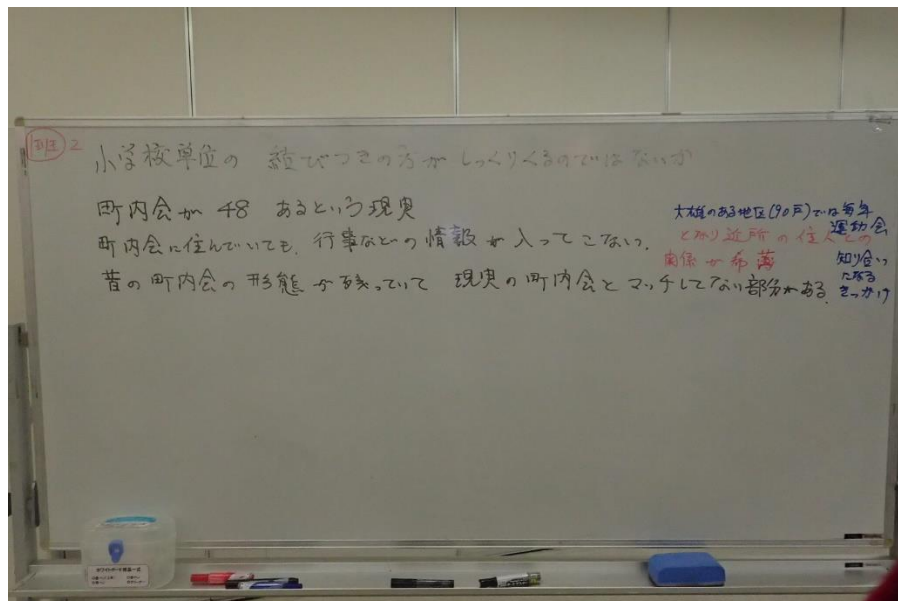 班 2
小学校単位の 結びつきの方が しっくりくるのではないか
町内会が 48 あるという現実
町内会に住んでいても、行事などの情報が入ってこない。
昔の町内会の形態が残っていて 現実の町内会とマッチしてない部分がある。
大雄のある地区(90戸)では毎年
運動会
となり近所の住人との
関係が希薄
知り合い
になる
きっかけ